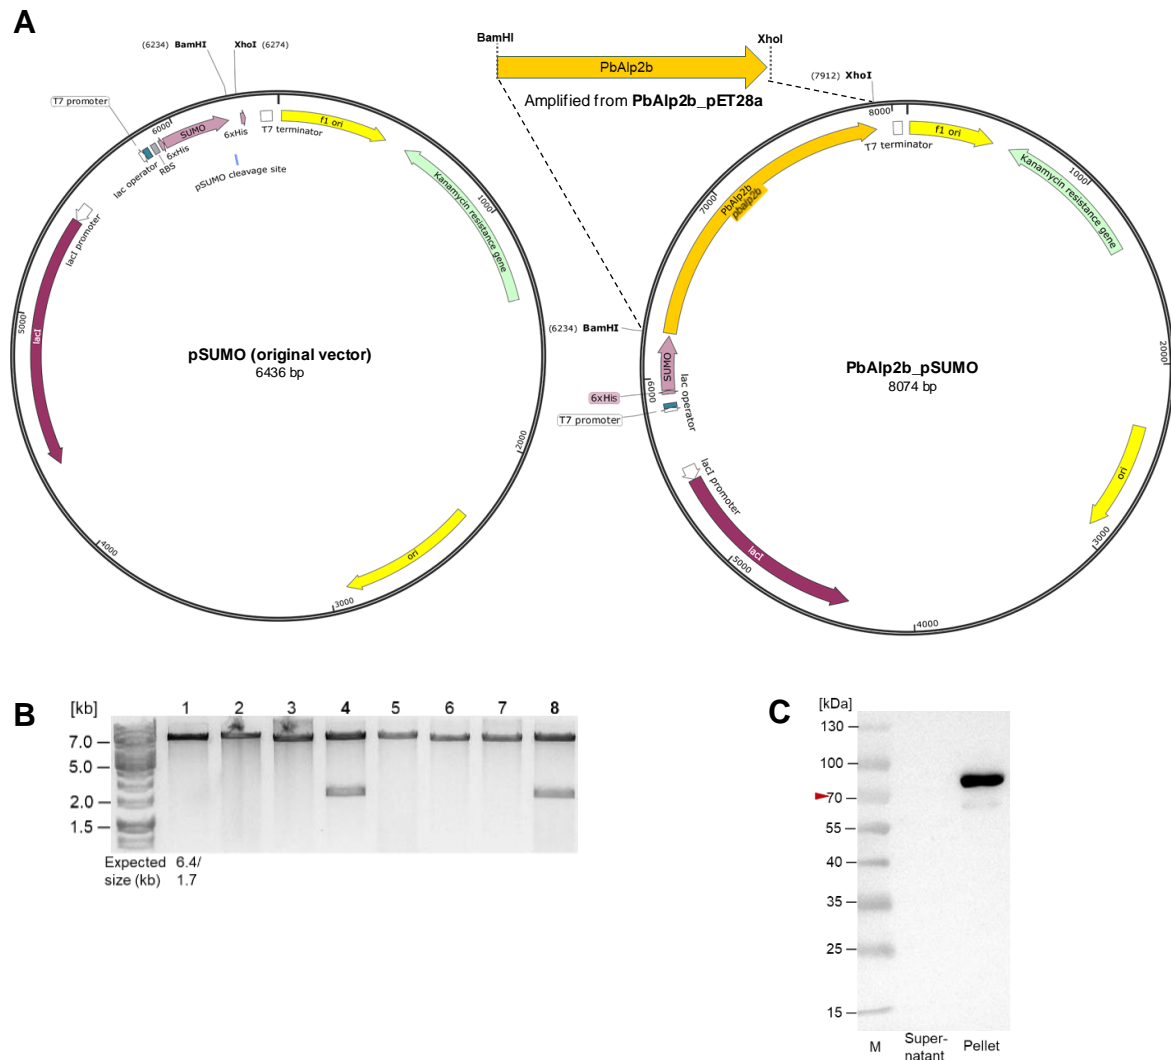 A
(6234) BamHI
XhoI (6274)
T7 promoter
6000
SUMO
6xHis
T7 terminator
f1 ori
lac operator
RBS
6xHis
pSUMO cleavage site
Kanamycin resistance gene
1000
lacI promoter
5000
lacI
pSUMO (original vector)
6436 bp
2000
4000
ori
3000
BamHI
XhoI
PbAlp2b
Amplified from PbAlp2b_pET28a
(7912) XhoI
8000
T7 terminator
f1 ori
1000
Kanamycin resistance gene
7000
PbAlp2b
pbalp2b
(6234) BamHI
SUMO
6000
6xHis
lac operator
T7 promoter
PbAlp2b_pSUMO
8074 bp
2000
lacI promoter
lacI
5000
ori
3000
4000
B
[kb] 1 2 3 4 5 6 7 8
7.0
5.0
2.0
1.5
Expected 6.4/
size (kb) 1.7
C
[kDa]
130
100
70
55
40
35
25
15
M Super-
natant Pellet